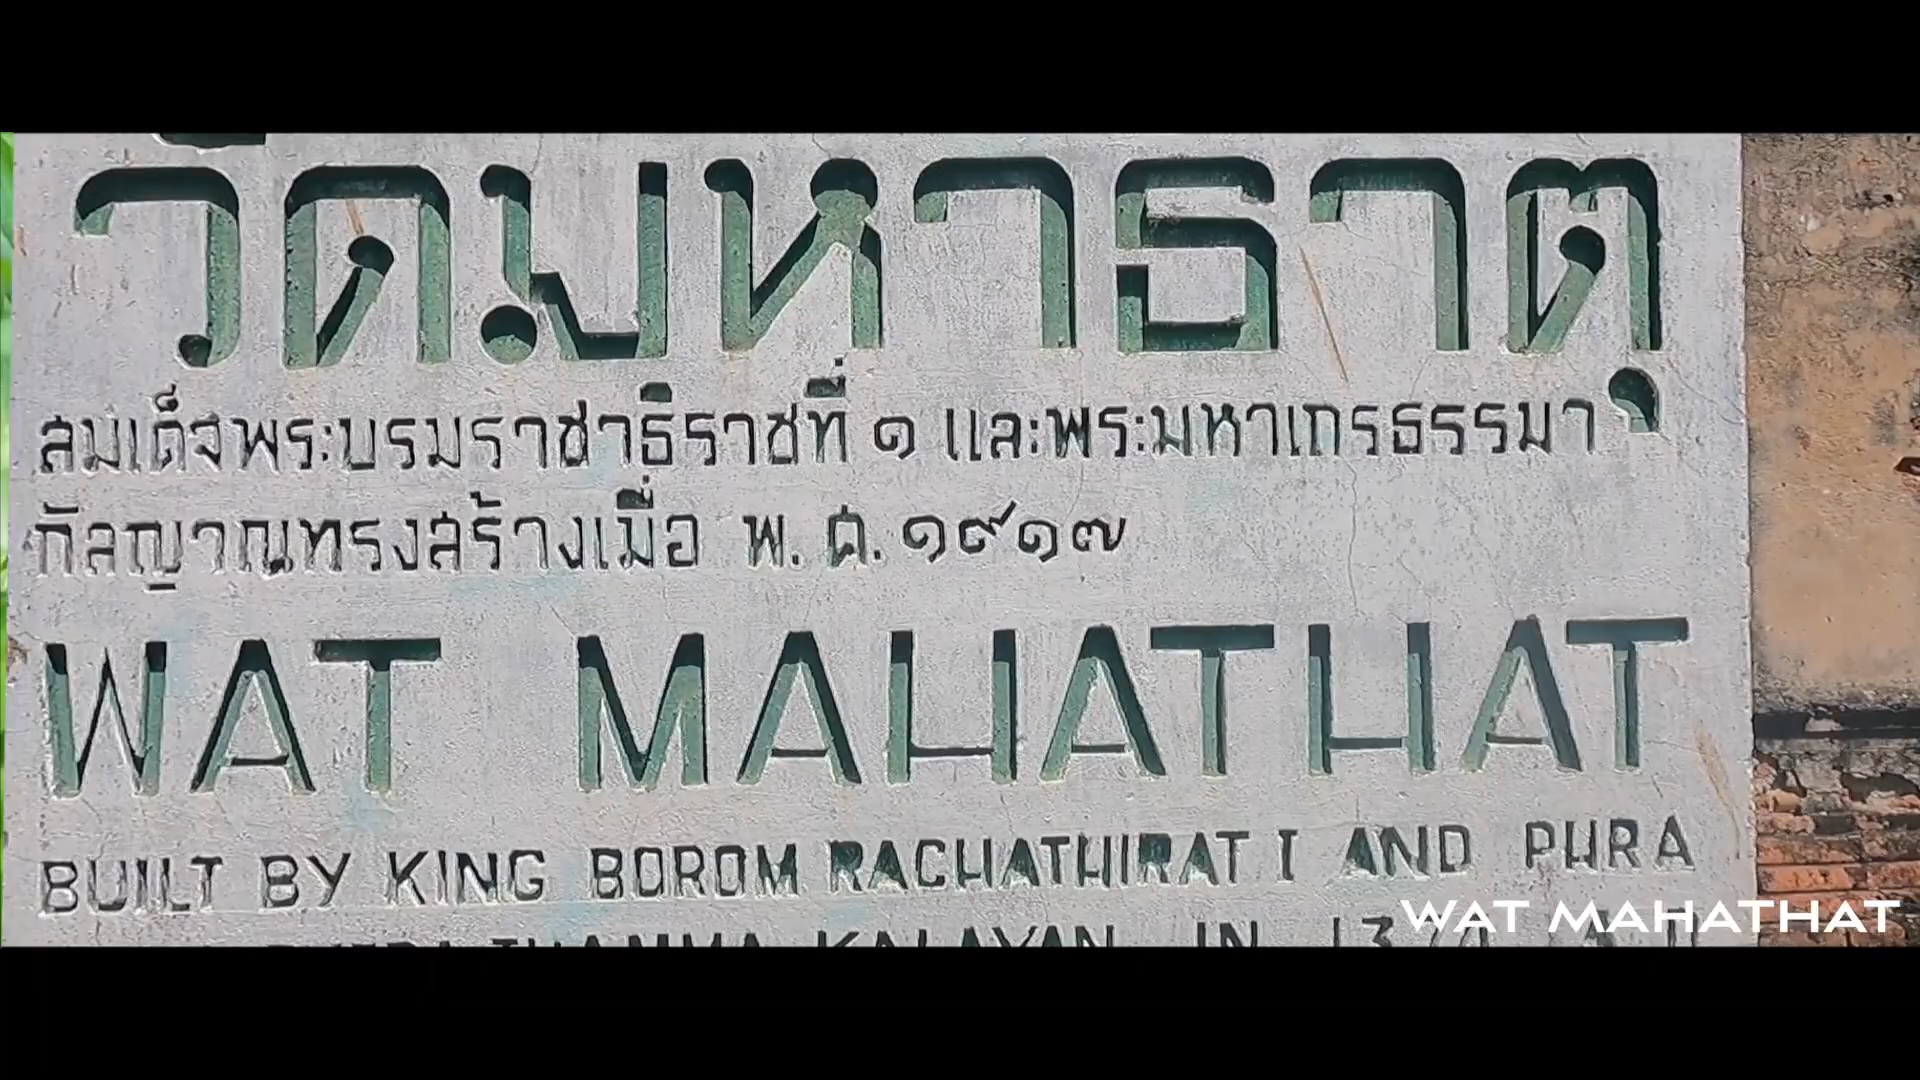 วัดมหาธาตุ
สมเด็จพระบรมราชาธิราชที่ ๑ และพระมหาเถรธรรมา
กัลญาณทรงสร้างเมื่อ พ.ศ.๑๙๑๗
WAT MAHATHAT
BUILT BY KING BOROM RACHATHIRAT I AND PHRA
THAMMA KALAYAN IN
WAT MAHATHAT